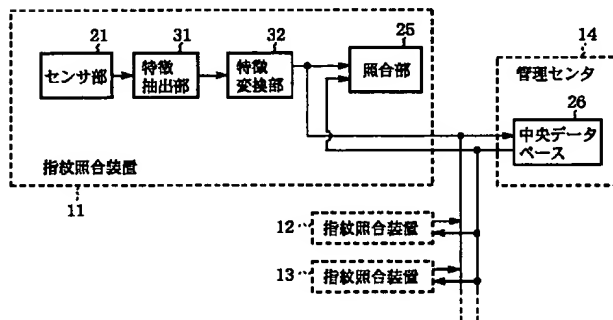 21
31
32
25
14
センサ部
特徴
抽出部
特徴
変換部
照合部
管理センタ
26
中央データ
ベース
指紋照合装置
11
12
指紋照合装置
13
指紋照合装置